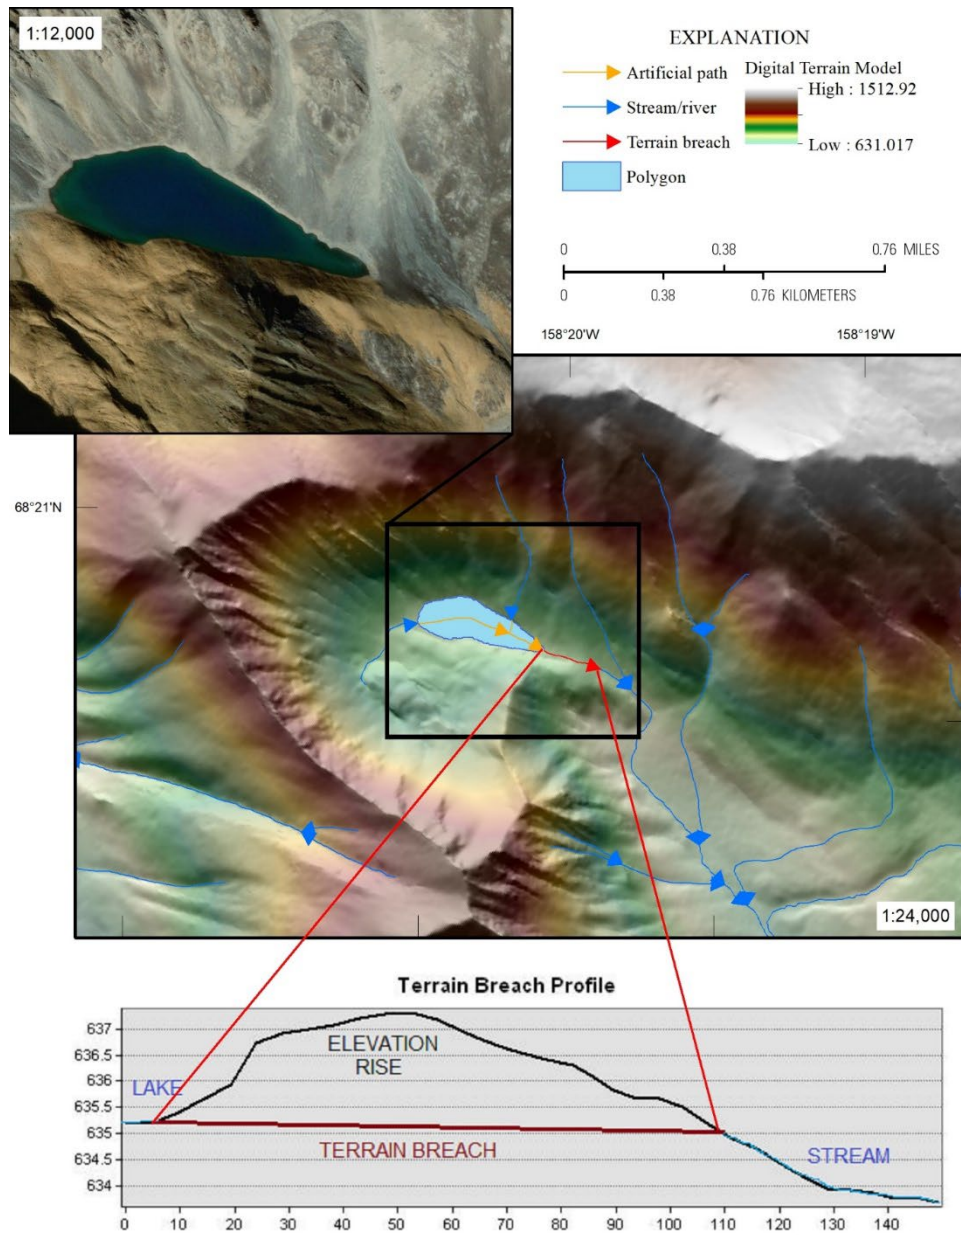 1:12,000
EXPLANATION
Artificial path
Stream/river
Terrain breach
Polygon
Digital Terrain Model
High : 1512.92
Low : 631.017
0 0.38 0.76 MILES
0 0.38 0.76 KILOMETERS
158°20'W 158°19'W
68°21'N
1:24,000
Terrain Breach Profile
637
636.5
636
635.5
635
634.5
634
ELEVATION
RISE
LAKE
TERRAIN BREACH
STREAM
0 10 20 30 40 50 60 70 80 90 100 110 120 130 140